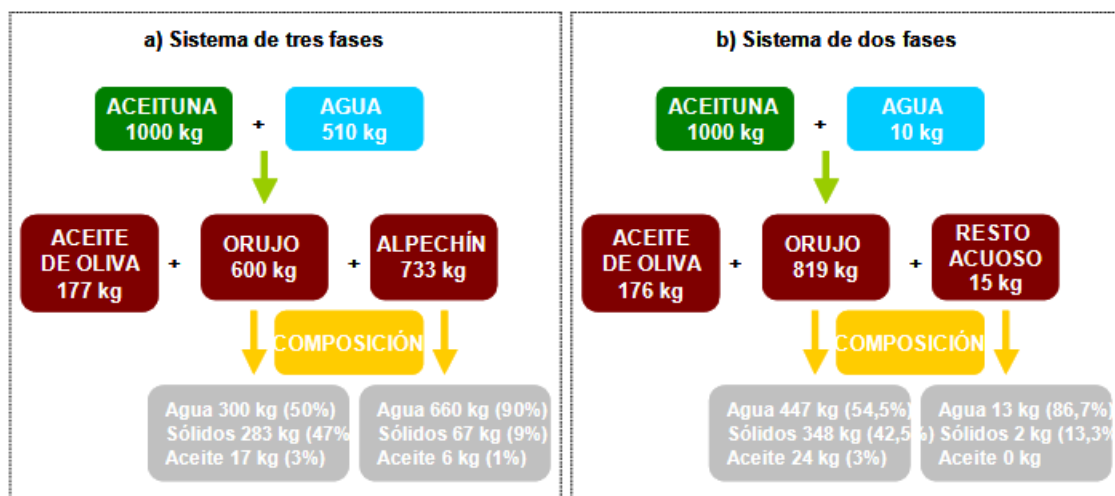 a) Sistema de tres fases
ACEITUNA
1000 kg
+
AGUA
510 kg
ACEITE
DE OLIVA
177 kg
+
ORUJO
600 kg
+
ALPECHÍN
733 kg
COMPOSICIÓN
Agua 300 kg (50%)
Sólidos 283 kg (47%
Aceite 17 kg (3%)
Agua 660 kg (90%)
Sólidos 67 kg (9%)
Aceite 6 kg (1%)
b) Sistema de dos fases
ACEITUNA
1000 kg
+
AGUA
10 kg
ACEITE
DE OLIVA
176 kg
+
ORUJO
819 kg
+
RESTO
ACUOSO
15 kg
COMPOSICIÓN
Agua 447 kg (54,5%)
Sólidos 348 kg (42,5%)
Aceite 24 kg (3%)
Agua 13 kg (86,7%)
Sólidos 2 kg (13,3%
Aceite 0 kg